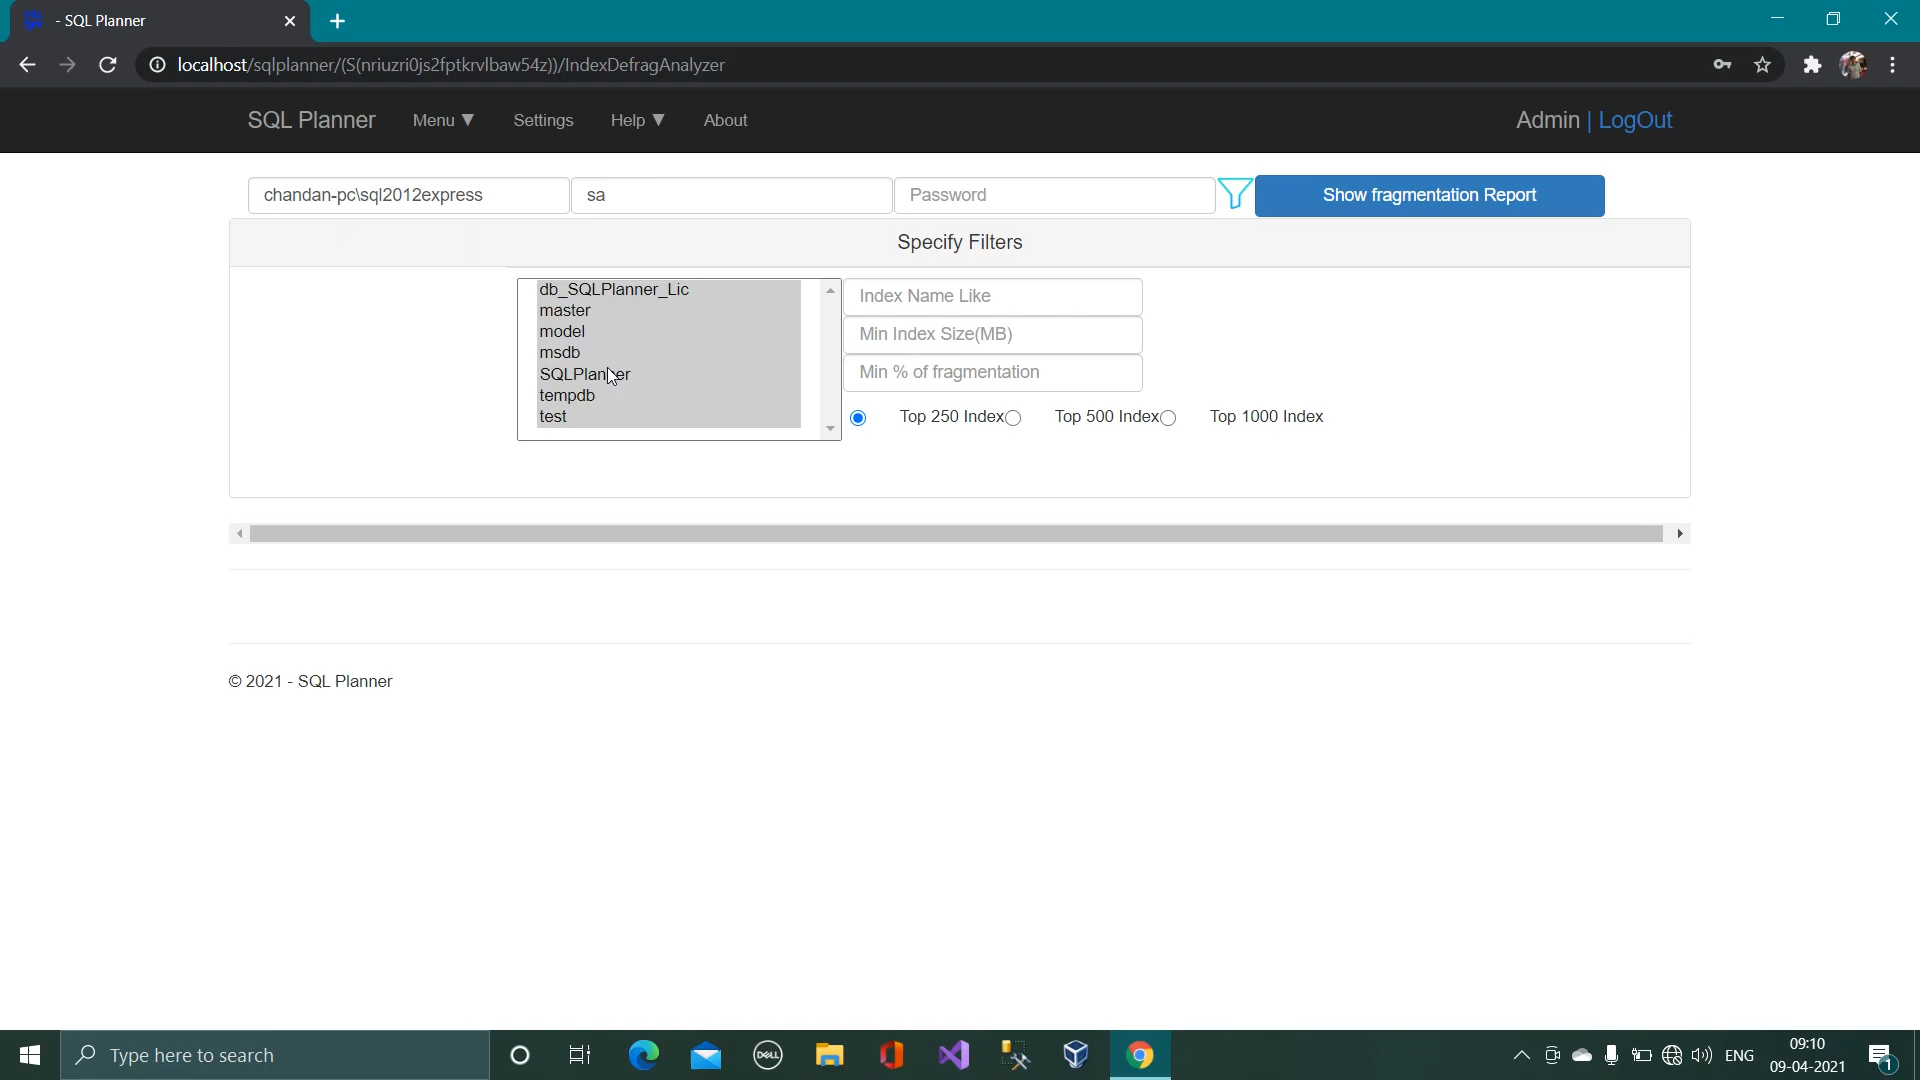 - SQL Planner
localhost/sqlplanner/(S(nriuzri0js2fptkrvlbaw54z))/IndexDefragAnalyzer
SQL Planner Menu ▼ Settings Help ▼ About Admin | LogOut
chandan-pc\sql2012express sa Password Show fragmentation Report
Specify Filters
db_SQLPlanner_Lic
master
model
msdb
SQLPlanner
tempdb
test
Index Name Like
Min Index Size(MB)
Min % of fragmentation
Top 250 Index Top 500 Index Top 1000 Index
© 2021 - SQL Planner
Type here to search
DELL
ENG
09:10
09-04-2021
1